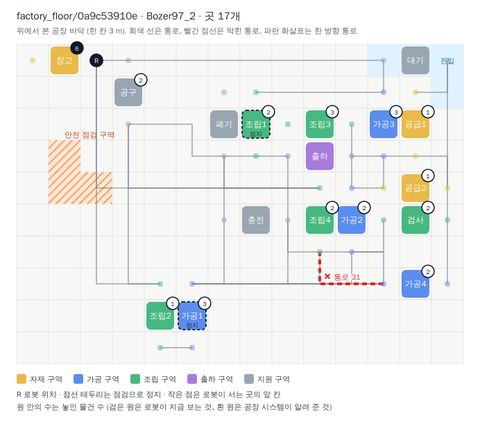 factory_floor/0a9c53910e · Bozer97_2 · 곳 17개
위에서 본 공장 바닥 (한 칸 3 m). 회색 선은 통로, 빨간 점선은 막힌 통로, 파란 화살표는 한 방향 통로
창고 6 R 대기 전립
공구 2
폐기 조립1 2 정지 조립3 3 가공3 3 공급1 1
안전 점검 구역
출하
공급2 1
충전 조립4 2 가공2 2 검사 2
✖ 통로 31
가공4 2
조립2 1 가공1 3 정지
자재 구역 가공 구역 조립 구역 출하 구역 지원 구역
R 로봇 위치 · 점선 테두리는 점검으로 정지 · 작은 점은 로봇이 서는 곳의 앞 칸
원 안의 수는 놓인 물건 수 (검은 원은 로봇이 지금 보는 것, 흰 원은 공장 시스템이 알려 준 것)